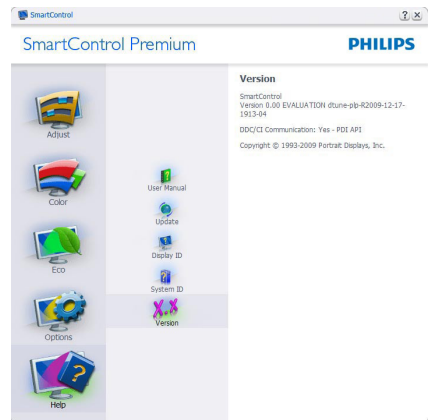 SmartControl
SmartControl Premium
PHILIPS
Adjust
Color
Eco
Options
Help
User Manual
Update
Display ID
System ID
X.X
Version
Version
SmartControl
Version 0.00 EVALUATION dtune-plp-R2009-12-17-
1913-04
DDC/CI Communication: Yes - PDI API
Copyright © 1993-2009 Portrait Displays, Inc.